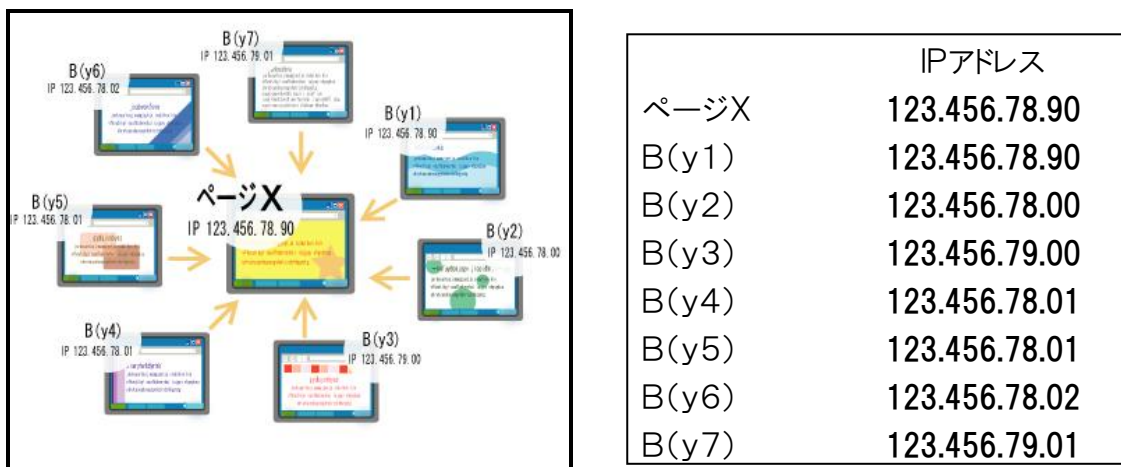 B(y7)
IP 123.456.79.01
B(y6)
IP 123.456.78.02
B(y1)
IP 123.456.78.90
B(y5)
IP 123.456.78.01
ページX
IP 123.456.78.90
B(y2)
IP 123.456.78.00
B(y4)
IP 123.456.78.01
B(y3)
IP 123.456.79.00
IPアドレス
ページX 123.456.78.90
B(y1) 123.456.78.90
B(y2) 123.456.78.00
B(y3) 123.456.79.00
B(y4) 123.456.78.01
B(y5) 123.456.78.01
B(y6) 123.456.78.02
B(y7) 123.456.79.01